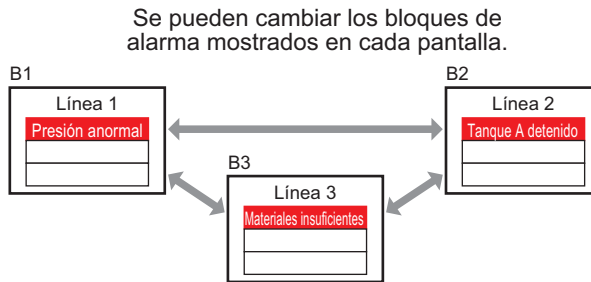 Se pueden cambiar los bloques de
alarma mostrados en cada pantalla.
B1
Línea 1
Presión anormal
B2
Línea 2
Tanque A detenido
B3
Línea 3
Materiales insuficientes